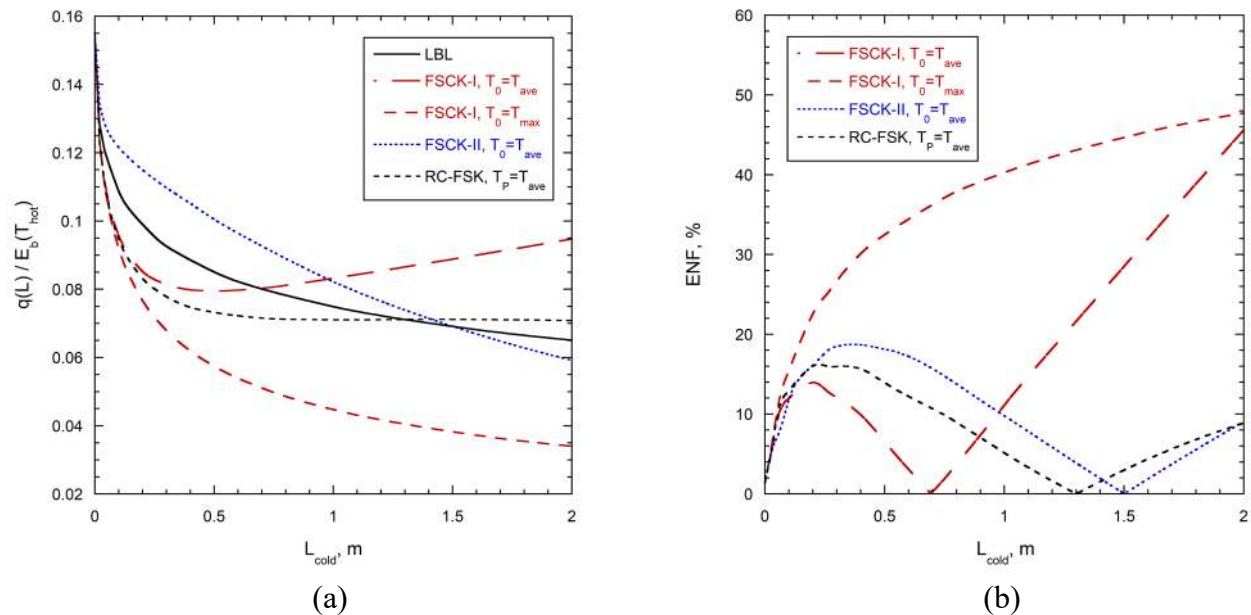 0.16
0.14
0.12
0.1
0.08
0.06
0.04
0.02
q(L) / E_b(T_hot)
LBL
FSCK-I, T_0=T_ave
FSCK-I, T_0=T_max
FSCK-II, T_0=T_ave
RC-FSK, T_P=T_ave
0 0.5 1 1.5 2
L_cold, m
(a)
60
50
40
30
20
10
0
ENF, %
FSCK-I, T_0=T_ave
FSCK-I, T_0=T_max
FSCK-II, T_0=T_ave
RC-FSK, T_P=T_ave
0 0.5 1 1.5 2
L_cold, m
(b)